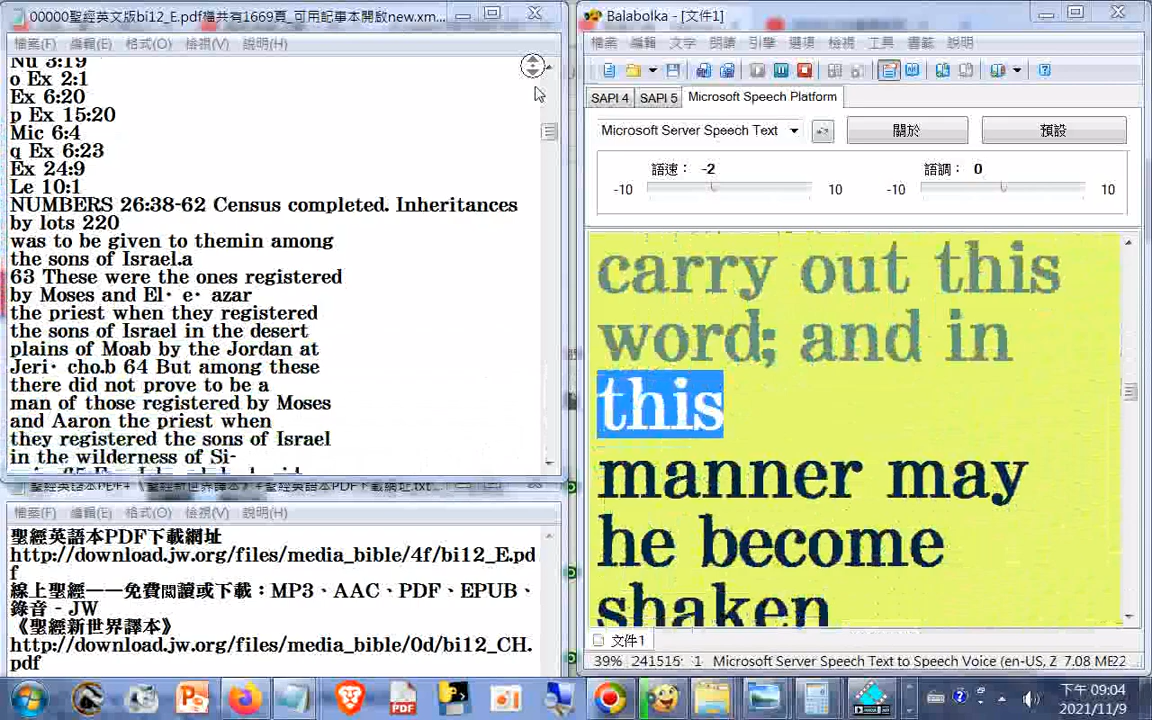 00000聖經英文版bi12_E.pdf檔共有1669頁_可用記事本開啟new.xm...
檔案(F) 編輯(E) 格式(O) 檢視(V) 說明(H)
Nu 3:19
o Ex 2:1
Ex 6:20
p Ex 15:20
Mic 6:4
q Ex 6:23
Ex 24:9
Le 10:1
NUMBERS 26:38-62 Census completed. Inheritances
by lots 220
was to be given to themin among
the sons of Israel.a
63 These were the ones registered
by Moses and El· e· azar
the priest when they registered
the sons of Israel in the desert
plains of Moab by the Jordan at
Jeri· cho.b 64 But among these
there did not prove to be a
man of those registered by Moses
and Aaron the priest when
they registered the sons of Israel
in the wilderness of Si-
檔案(F) 編輯(E) 格式(O) 檢視(V) 說明(H)
聖經英語本PDF下載網址
http://download.jw.org/files/media_bible/4f/bi12_E.pd
f
線上聖經——免費閱讀或下載：MP3、AAC、PDF、EPUB、
錄音 - JW
《聖經新世界譯本》
http://download.jw.org/files/media_bible/0d/bi12_CH.
pdf
Balabolka - [文件1]
檔案 編輯 文字 朗讀 引擎 選項 檢視 工具 書籤 說明
SAPI 4 SAPI 5 Microsoft Speech Platform
Microsoft Server Speech Text 關於 預設
語速： -2 語調： 0
-10 10 -10 10
carry out this
word; and in
this
manner may
he become
shaken
文件1
39% 241515: 1 Microsoft Server Speech Text to Speech Voice (en-US, Z 7.08 ME22
下午 09:04
2021/11/9